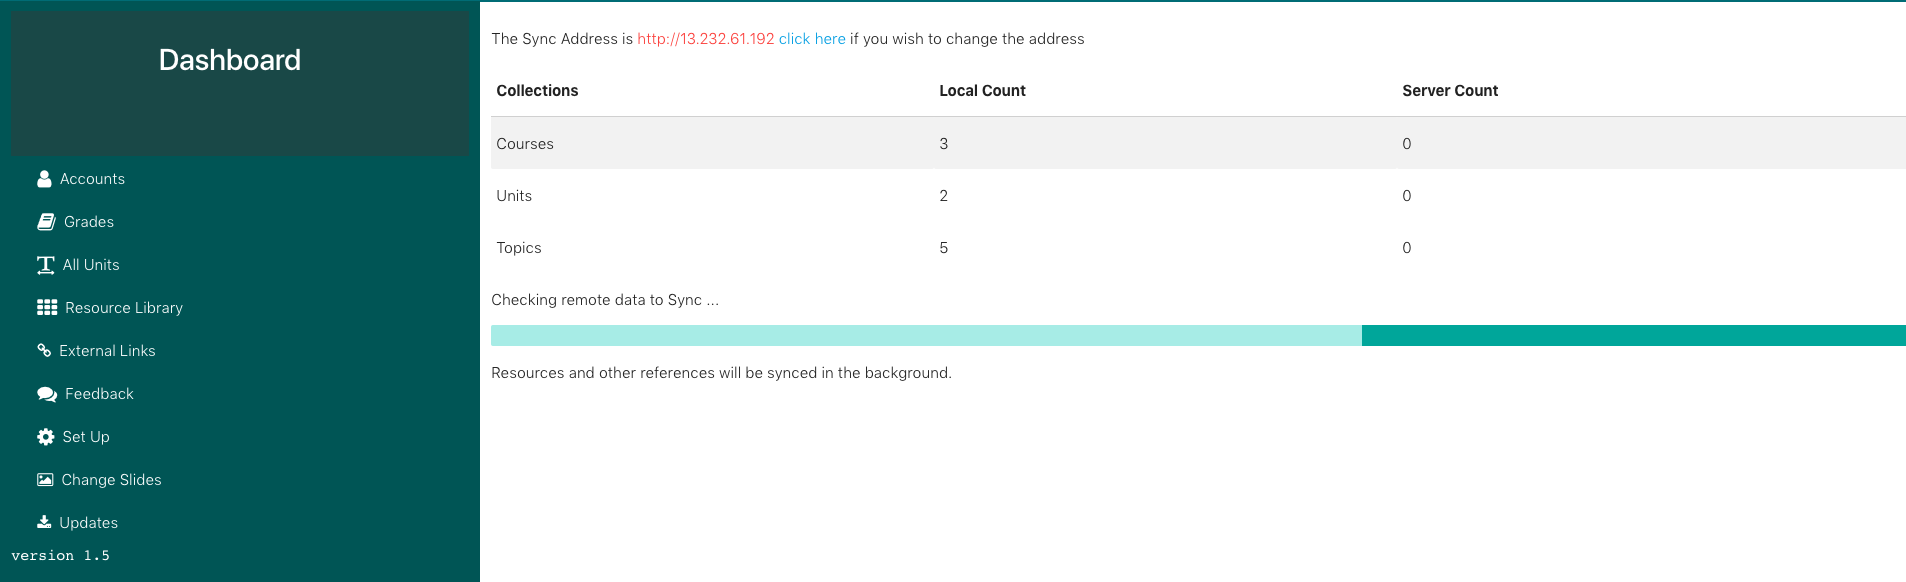 Dashboard
Accounts
Grades
All Units
Resource Library
External Links
Feedback
Set Up
Change Slides
Updates
version 1.5
The Sync Address is http://13.232.61.192 click here if you wish to change the address
Collections Local Count Server Count
Courses 3 0
Units 2 0
Topics 5 0
Checking remote data to Sync ...
Resources and other references will be synced in the background.